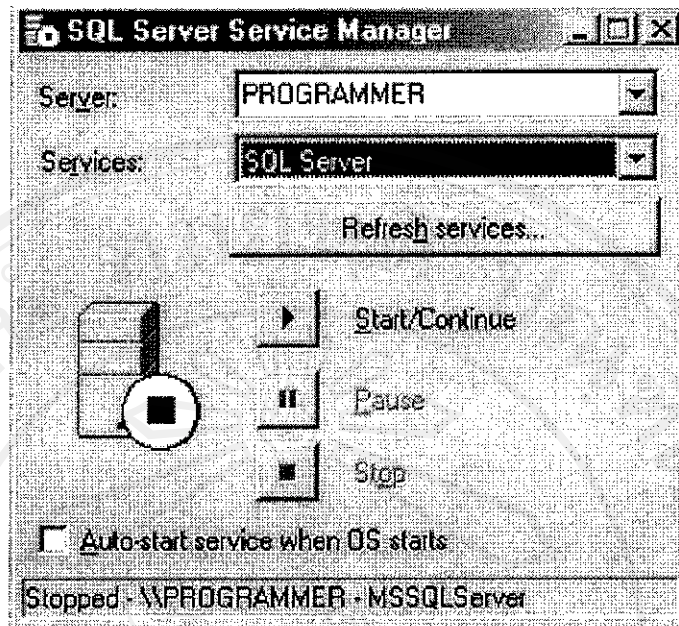 SQL Server Service Manager
Server: PROGRAMMER
Services: SQL Server
Refresh services...
Start/Continue
Pause
Stop
Auto-start service when OS starts
Stopped - \\PROGRAMMER - MSSQLServer